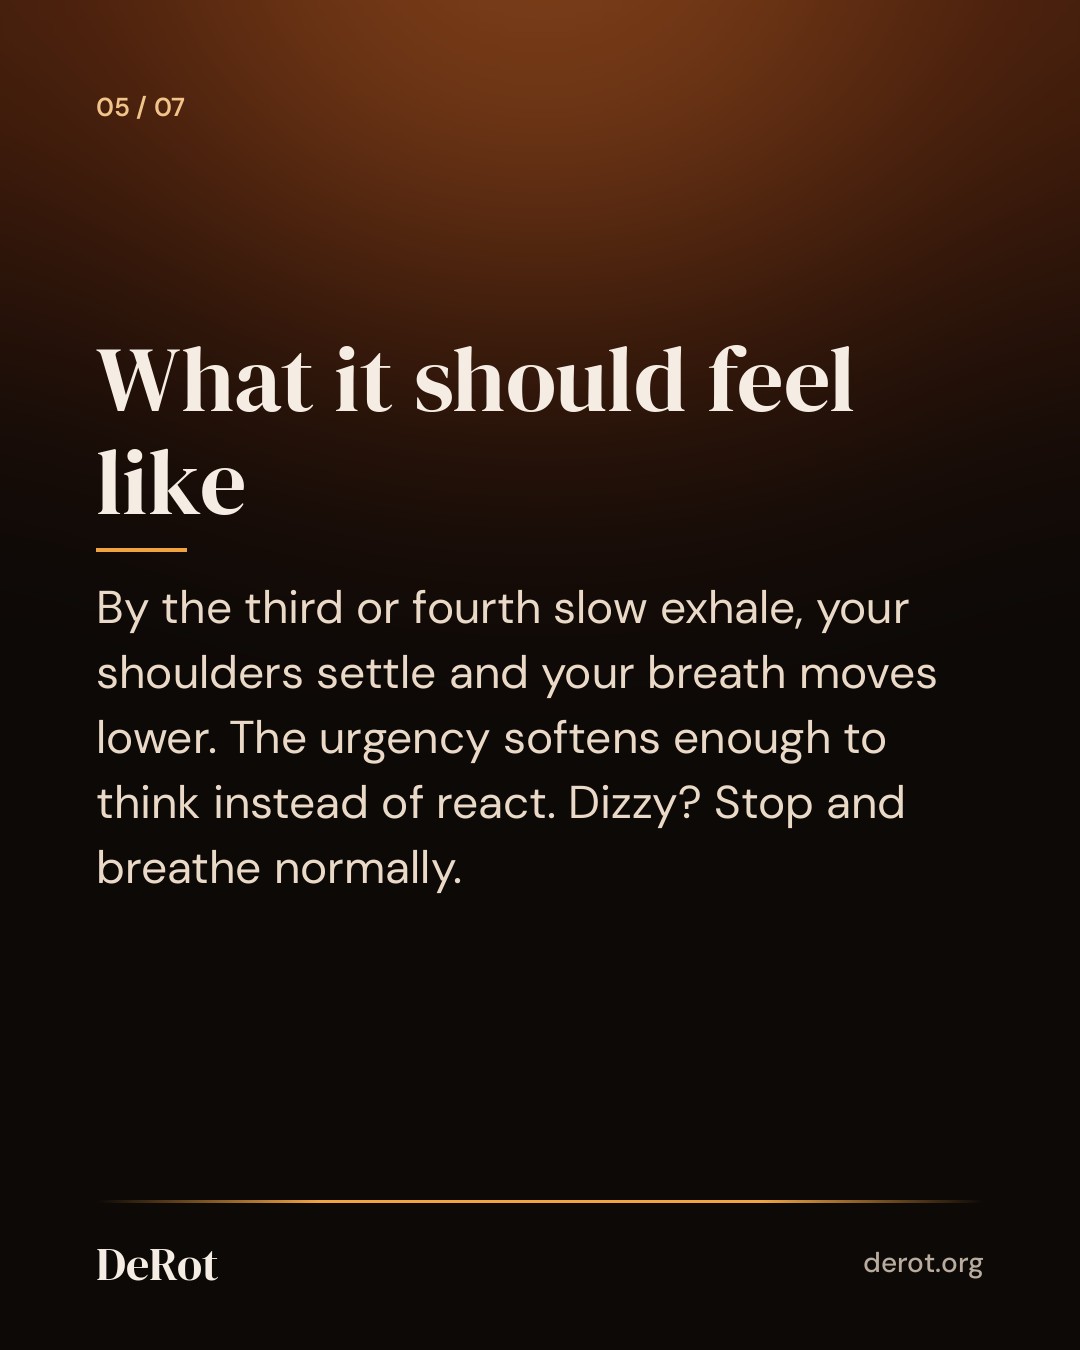 05 / 07
What it should feel
like
By the third or fourth slow exhale, your
shoulders settle and your breath moves
lower. The urgency softens enough to
think instead of react. Dizzy? Stop and
breathe normally.
DeRot
derot.org